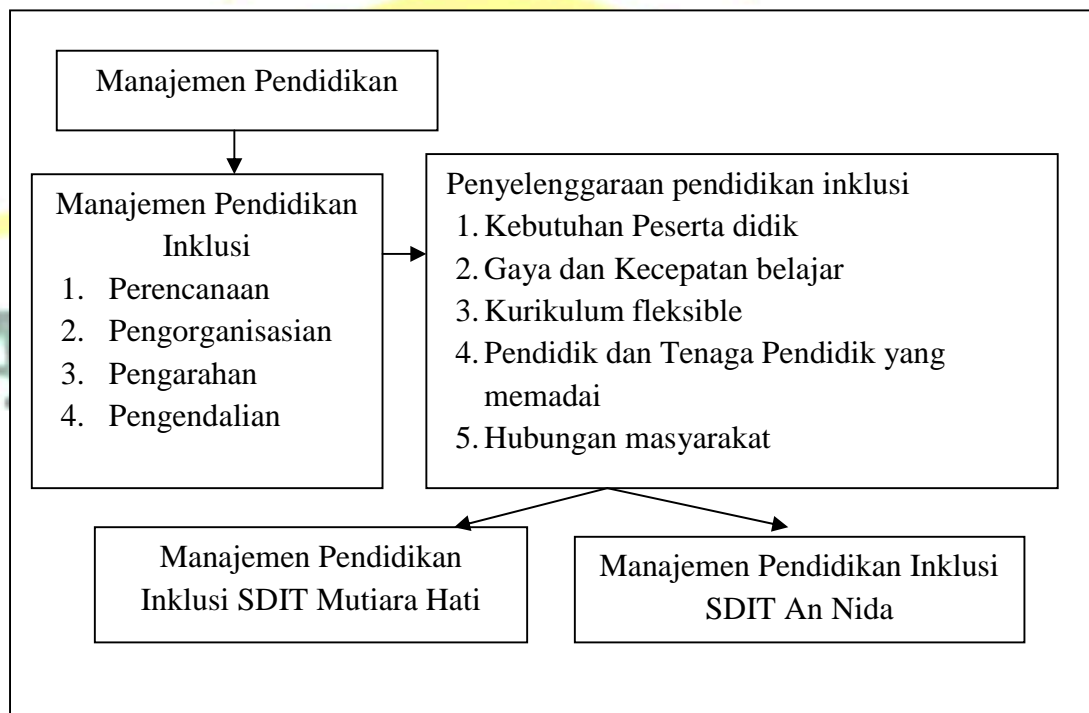 Manajemen Pendidikan
Manajemen Pendidikan
Inklusi
1. Perencanaan
2. Pengorganisasian
3. Pengarahan
4. Pengendalian
Penyelenggaraan pendidikan inklusi
1. Kebutuhan Peserta didik
2. Gaya dan Kecepatan belajar
3. Kurikulum fleksible
4. Pendidik dan Tenaga Pendidik yang
memadai
5. Hubungan masyarakat
Manajemen Pendidikan
Inklusi SDIT Mutiara Hati
Manajemen Pendidikan Inklusi
SDIT An Nida